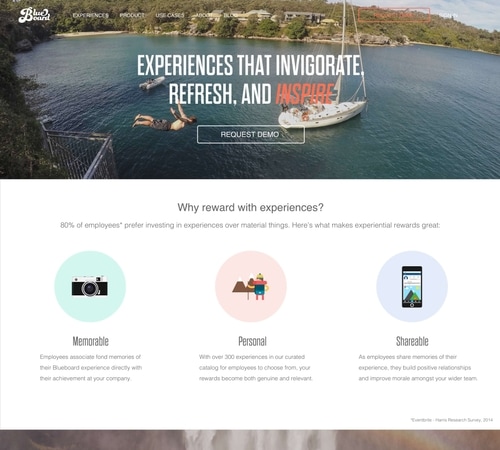 Blue Board
EXPERIENCES PRODUCT USE CASES ABOUT BLOG
EXPERIENCES THAT INVIGORATE,
REFRESH, AND INSPIRE
REQUEST DEMO
Why reward with experiences?
80% of employees* prefer investing in experiences over material things. Here's what makes experiential rewards great:
Memorable
Employees associate fond memories of
their Blueboard experience directly with
their achievement at your company.
Personal
With over 300 experiences in our curated
catalog for employees to choose from, your
rewards become both genuine and relevant.
Shareable
As employees share memories of their
experience, they build positive relationships
and improve morale amongst your wider team.
*Eventbrite - Harris Research Survey, 2014